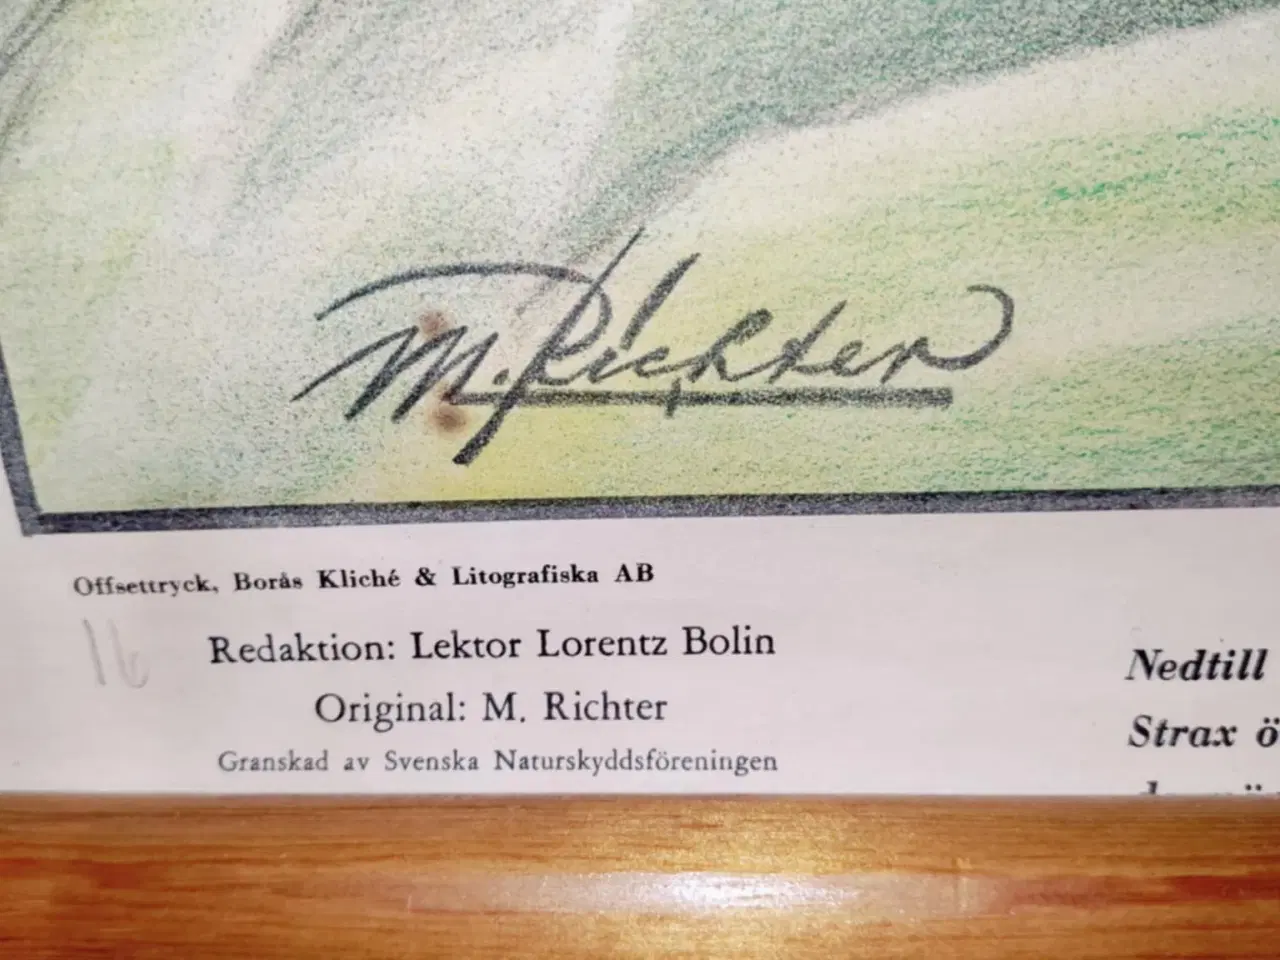 M. Richter
Offsettryck, Borås Kliché & Litografiska AB
16
Redaktion: Lektor Lorentz Bolin
Original: M. Richter
Granskad av Svenska Naturskyddsföreningen
Nedtill
Strax